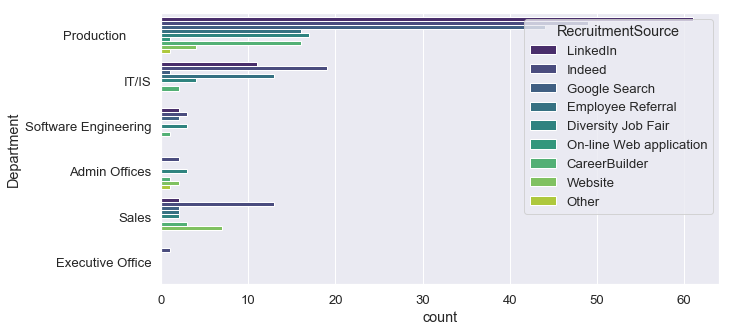 RecruitmentSource
LinkedIn
Indeed
Google Search
Employee Referral
Diversity Job Fair
On-line Web application
CareerBuilder
Website
Other
Department
Production
IT/IS
Software Engineering
Admin Offices
Sales
Executive Office
0 10 20 30 40 50 60
count